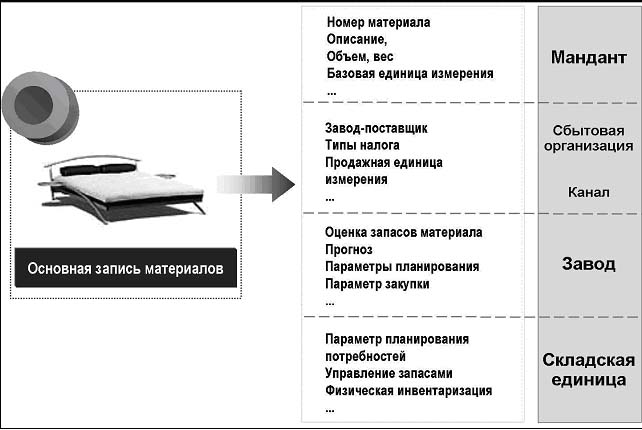 Основная запись материалов
Номер материала
Описание,
Объем, вес
Базовая единица измерения
...
Мандант
Завод-поставщик
Типы налога
Продажная единица
измерения
...
Сбытовая
организация
Канал
Оценка запасов материала
Прогноз
Параметры планирования
Параметр закупки
...
Завод
Параметр планирования
потребностей
Управление запасами
Физическая инвентаризация
...
Складская
единица